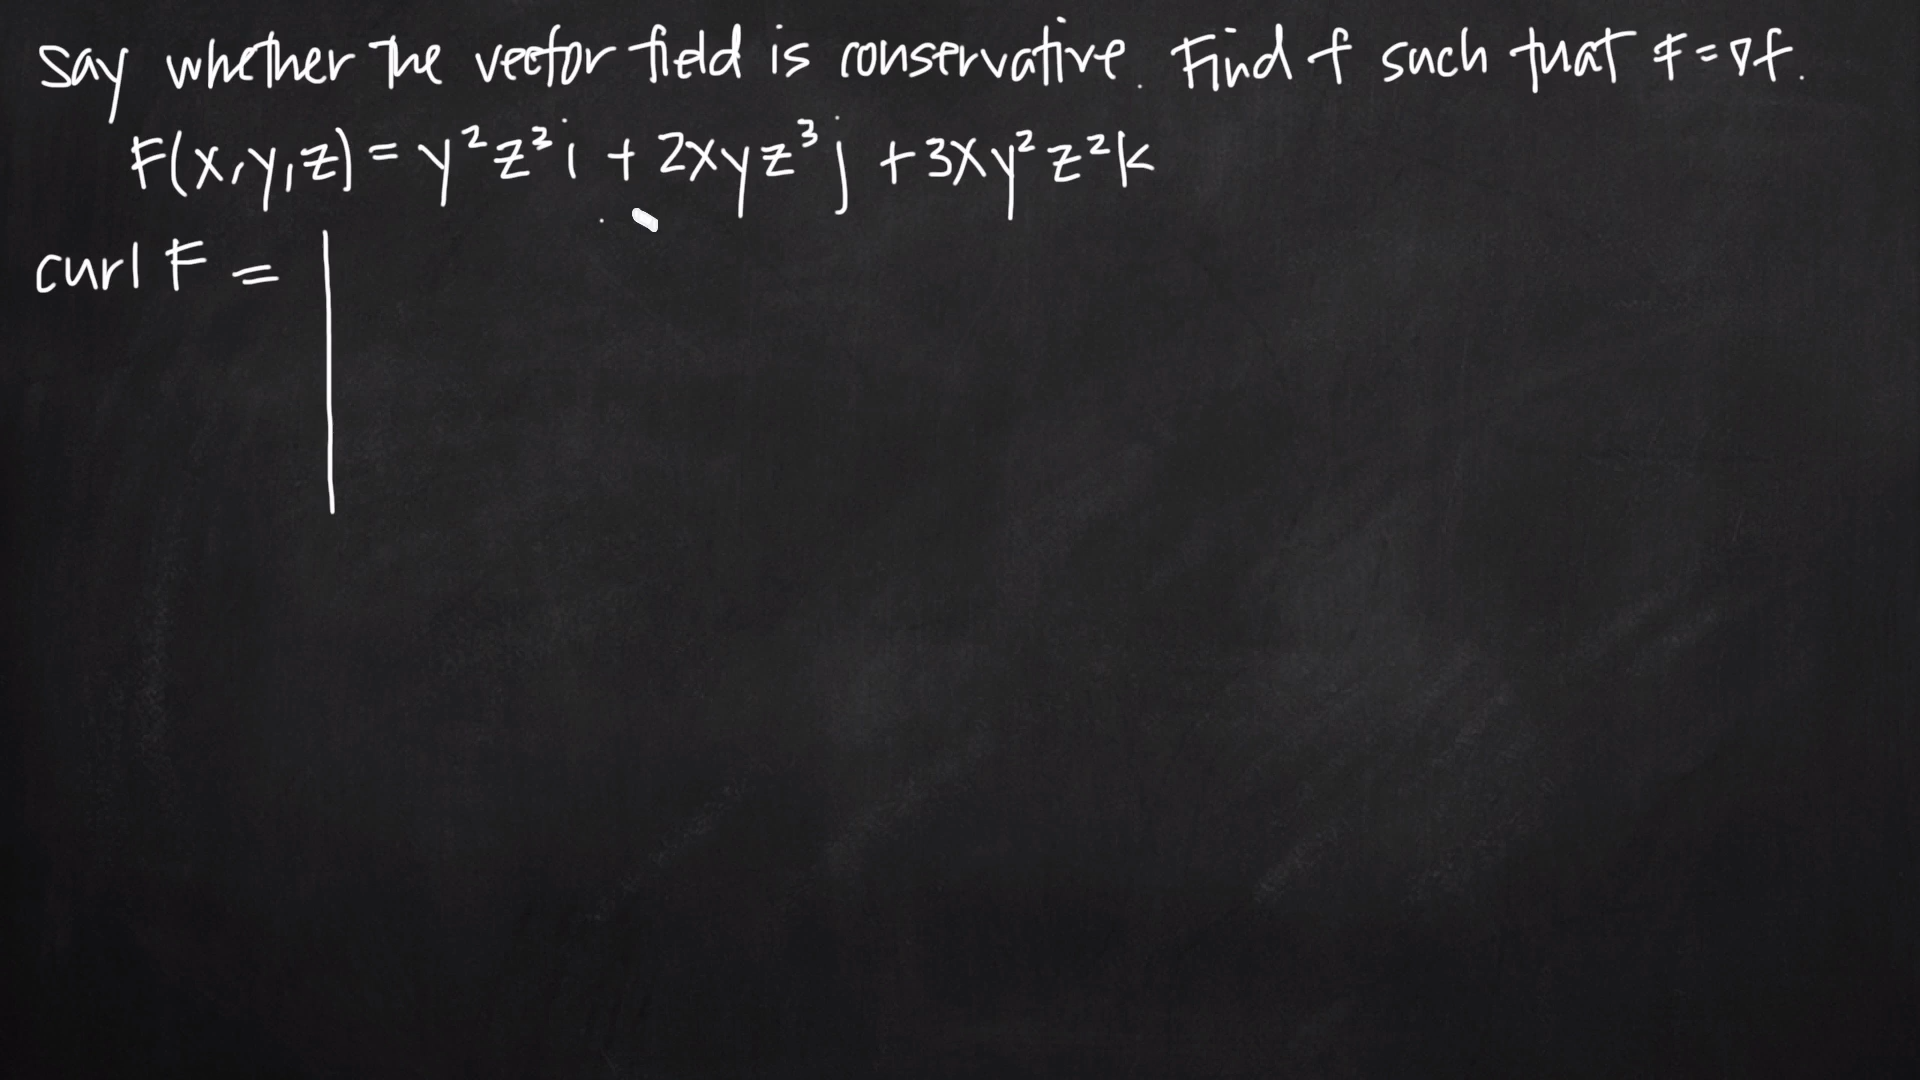 Say whether the vector field is conservative. Find f such that F = ∇f.
F(x,y,z) = y²z³i + 2xyz³j + 3xy²z²k
curl F = |